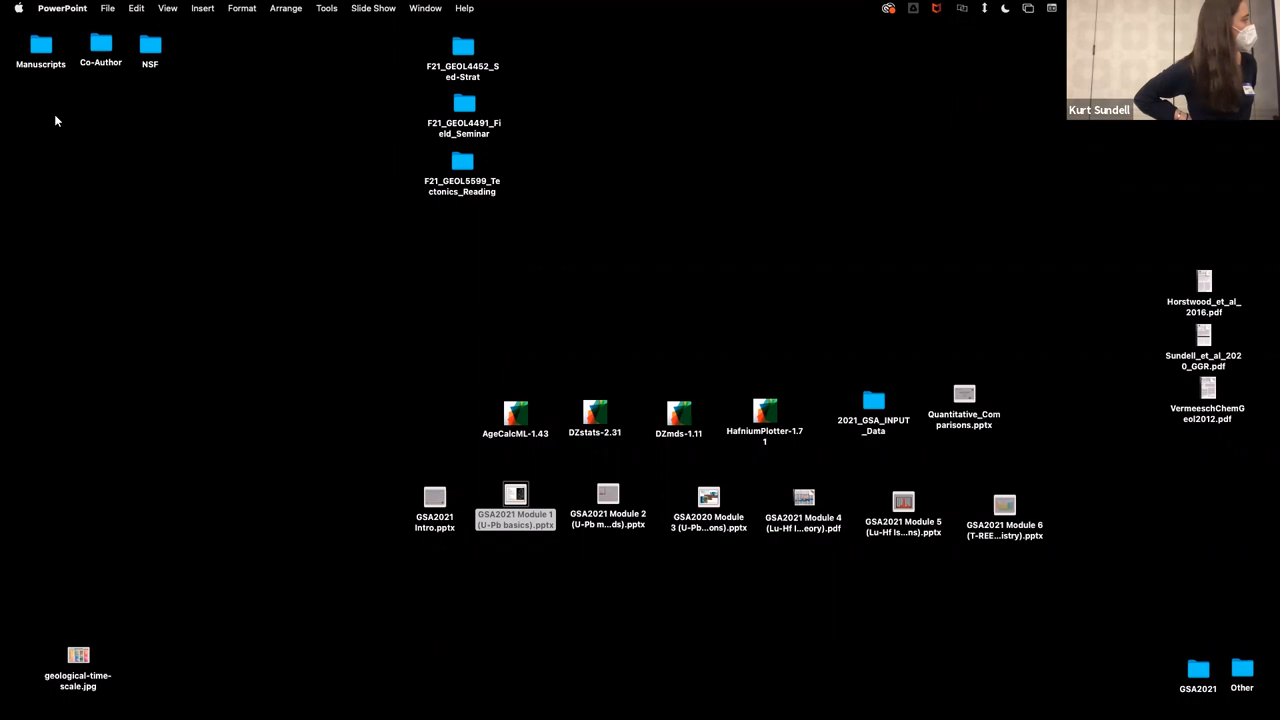 PowerPoint File Edit View Insert Format Arrange Tools Slide Show Window Help
Kurt Sundell
Manuscripts
Co-Author
NSF
F21_GEOL4452_S
ed-Strat
F21_GEOL4491_Fi
eld_Seminar
F21_GEOL5599_Te
ctonics_Reading
Horstwood_et_al_
2016.pdf
Sundell_et_al_202
0_GGR.pdf
VermeeschChemG
eol2012.pdf
AgeCalcML-1.43
DZstats-2.31
DZmds-1.11
HafniumPlotter-1.7
1
2021_GSA_INPUT
_Data
Quantitative_Com
parisons.pptx
GSA2021
Intro.pptx
GSA2021 Module 1
(U-Pb basics).pptx
GSA2021 Module 2
(U-Pb m...ds).pptx
GSA2020 Module
3 (U-Pb...ons).pptx
GSA2021 Module 4
(Lu-Hf I...eory).pdf
GSA2021 Module 5
(Lu-Hf Is...ns).pptx
GSA2021 Module 6
(T-REE...istry).pptx
geological-time-
scale.jpg
GSA2021
Other